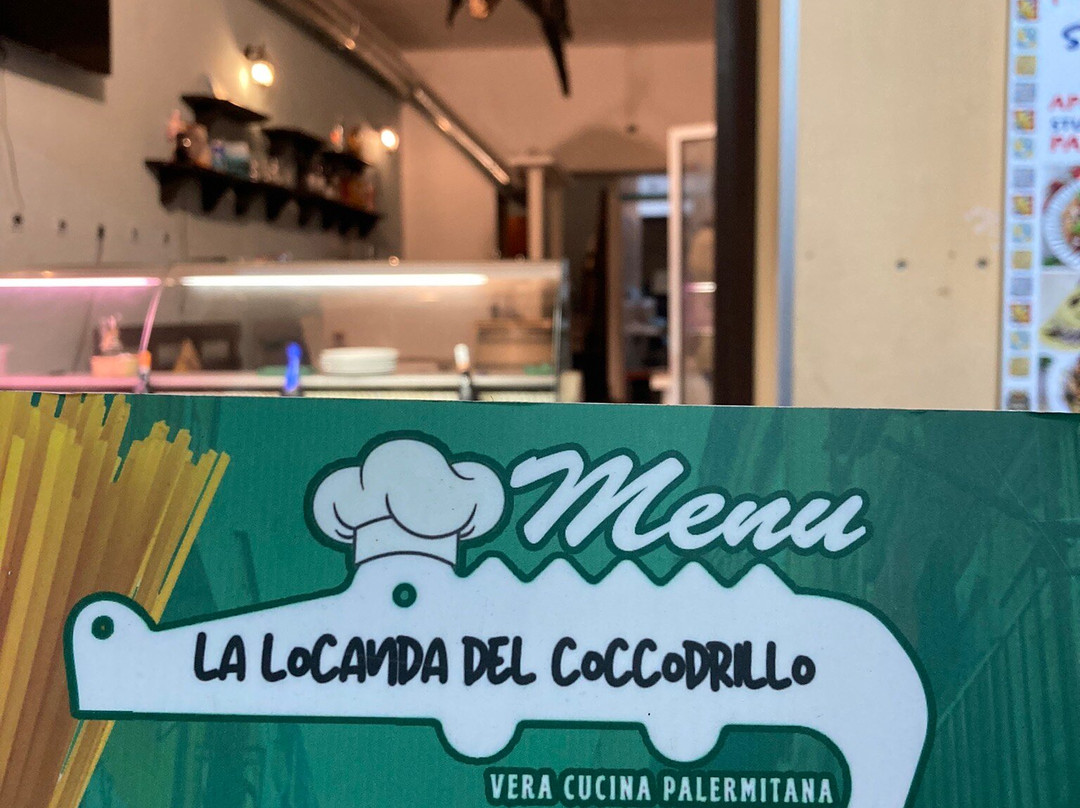 Menu
LA LOCANDA DEL COCCODRILLO
VERA CUCINA PALERMITANA